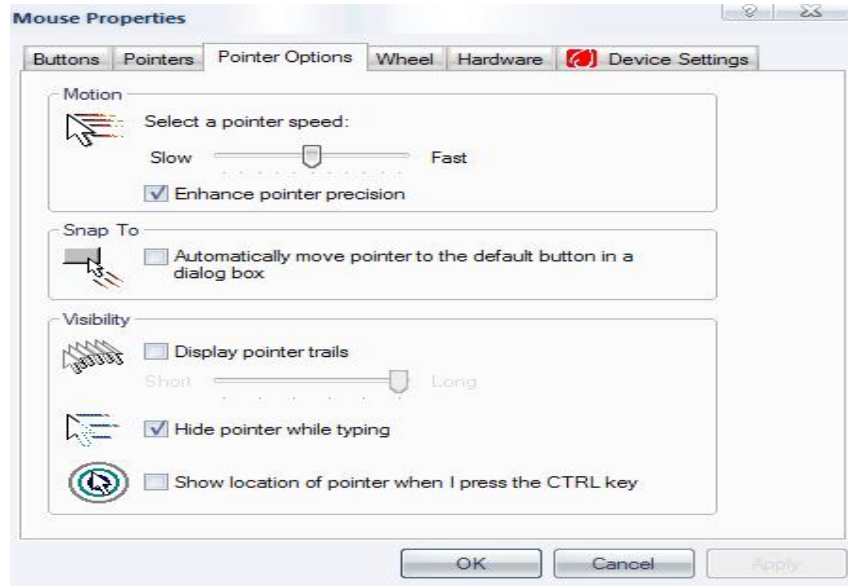 Mouse Properties
Buttons Pointers Pointer Options Wheel Hardware Device Settings
Motion
Select a pointer speed:
Slow Fast
Enhance pointer precision
Snap To
Automatically move pointer to the default button in a
dialog box
Visibility
Display pointer trails
Short Long
Hide pointer while typing
Show location of pointer when I press the CTRL key
OK Cancel Apply